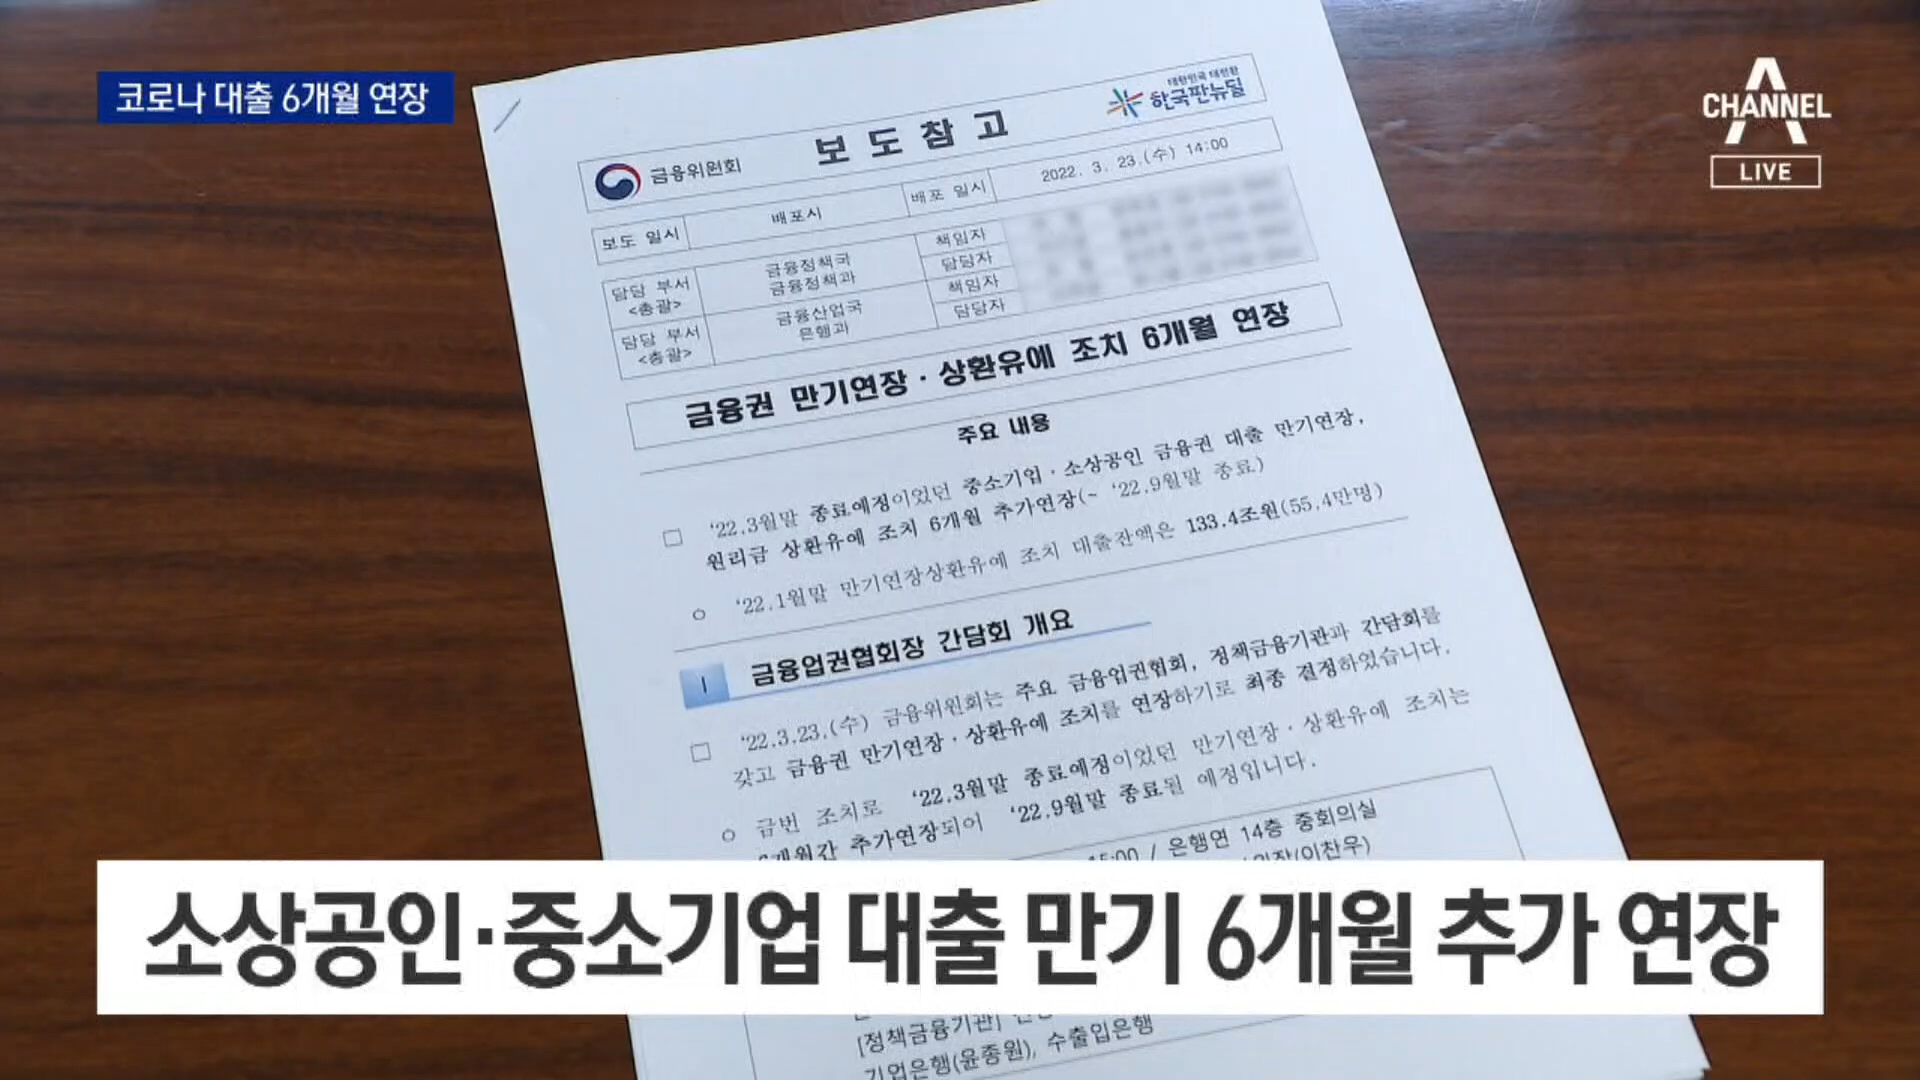 코로나 대출 6개월 연장
CHANNEL A
LIVE
대한민국 대전환
한국판뉴딜
보 도 참 고
금융위원회
보도 일시 배포시 배포 일시 2022. 3. 23.(수) 14:00
담당 부서 금융정책국 책임자
<총괄> 금융정책과 담당자
담당 부서 금융산업국 책임자
<총괄> 은행과 담당자
금융권 만기연장·상환유예 조치 6개월 연장
주요 내용
□ '22.3월말 종료예정이었던 중소기업·소상공인 금융권 대출 만기연장,
원리금 상환유예 조치 6개월 추가연장(~ '22.9월말 종료)
○ '22.1월말 만기연장상환유예 조치 대출잔액은 133.4조원(55.4만명)
Ⅰ 금융업권협회장 간담회 개요
□ '22.3.23.(수) 금융위원회는 주요 금융업권협회, 정책금융기관과 간담회를
갖고 금융권 만기연장·상환유예 조치를 연장하기로 최종 결정하였습니다.
○ 금번 조치로 '22.3월말 종료예정이었던 만기연장·상환유예 조치는
6개월간 추가연장되어 '22.9월말 종료될 예정입니다.
15:00 / 은행연 14층 중회의실
(이찬우)
소상공인·중소기업 대출 만기 6개월 추가 연장
[정책금융기관]
기업은행(윤종원), 수출입은행